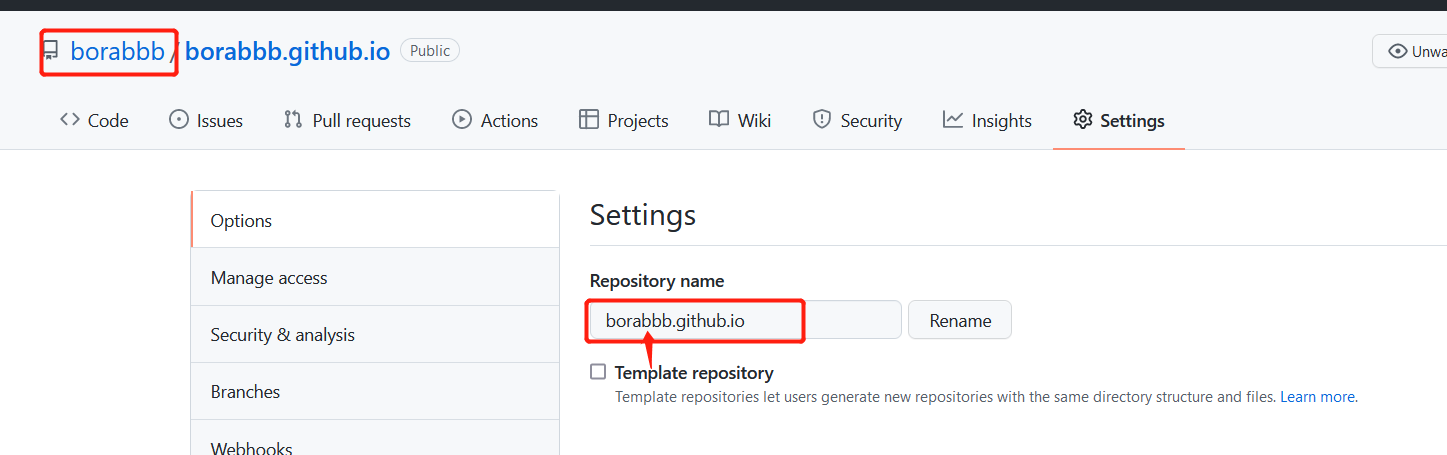 borabbb / borabbb.github.io Public Unwa
Code Issues Pull requests Actions Projects Wiki Security Insights Settings
Options
Manage access
Security & analysis
Branches
Webhooks
Settings
Repository name
borabbb.github.io Rename
Template repository
Template repositories let users generate new repositories with the same directory structure and files. Learn more.